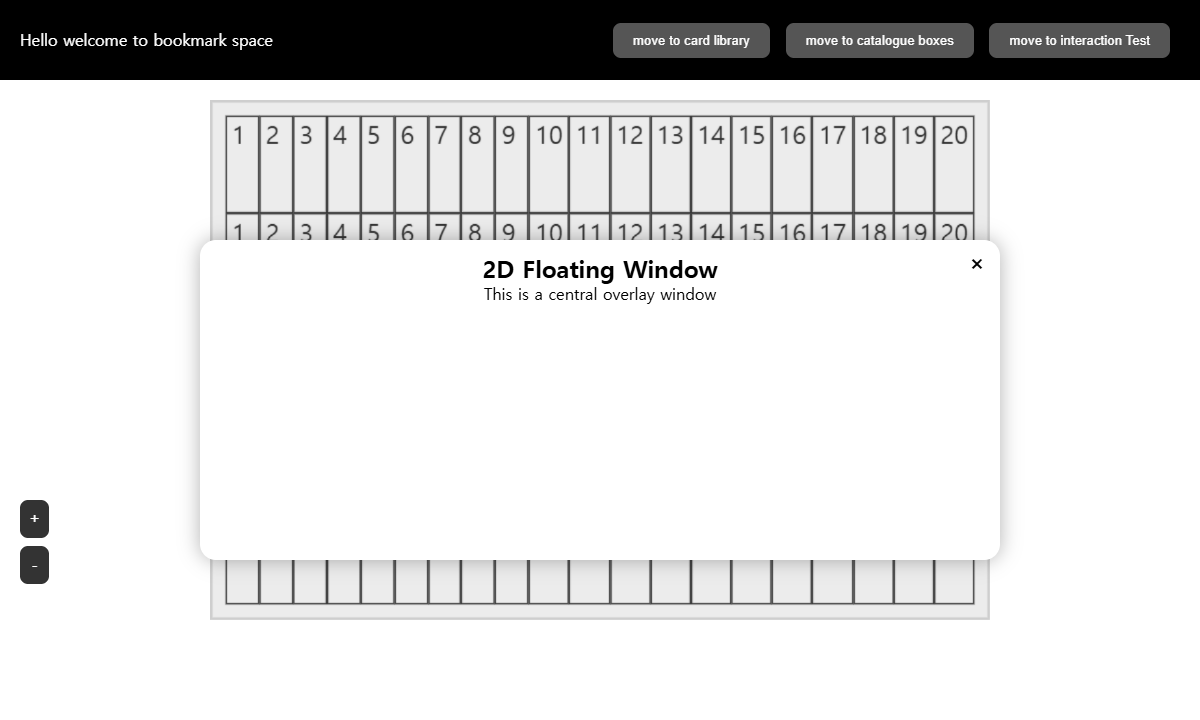 Hello welcome to bookmark space
move to card library
move to catalogue boxes
move to interaction Test
1 2 3 4 5 6 7 8 9 10 11 12 13 14 15 16 17 18 19 20
1 2 3 4 5 6 7 8 9 10 11 12 13 14 15 16 17 18 19 20
2D Floating Window
×
This is a central overlay window
+
-